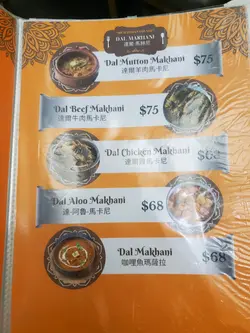 DAL MAKHANI
達爾·馬卡尼
Dal Mutton Makhani
達爾羊肉馬卡尼
$75
Dal Beef Makhani
達爾牛肉馬卡尼
$75
Dal Chicken Makhani
達爾雞馬卡尼
Dal Aloo Makhani
達·阿魯·馬卡尼
$68
Dal Makhani
咖哩魚瑪薩拉
$68